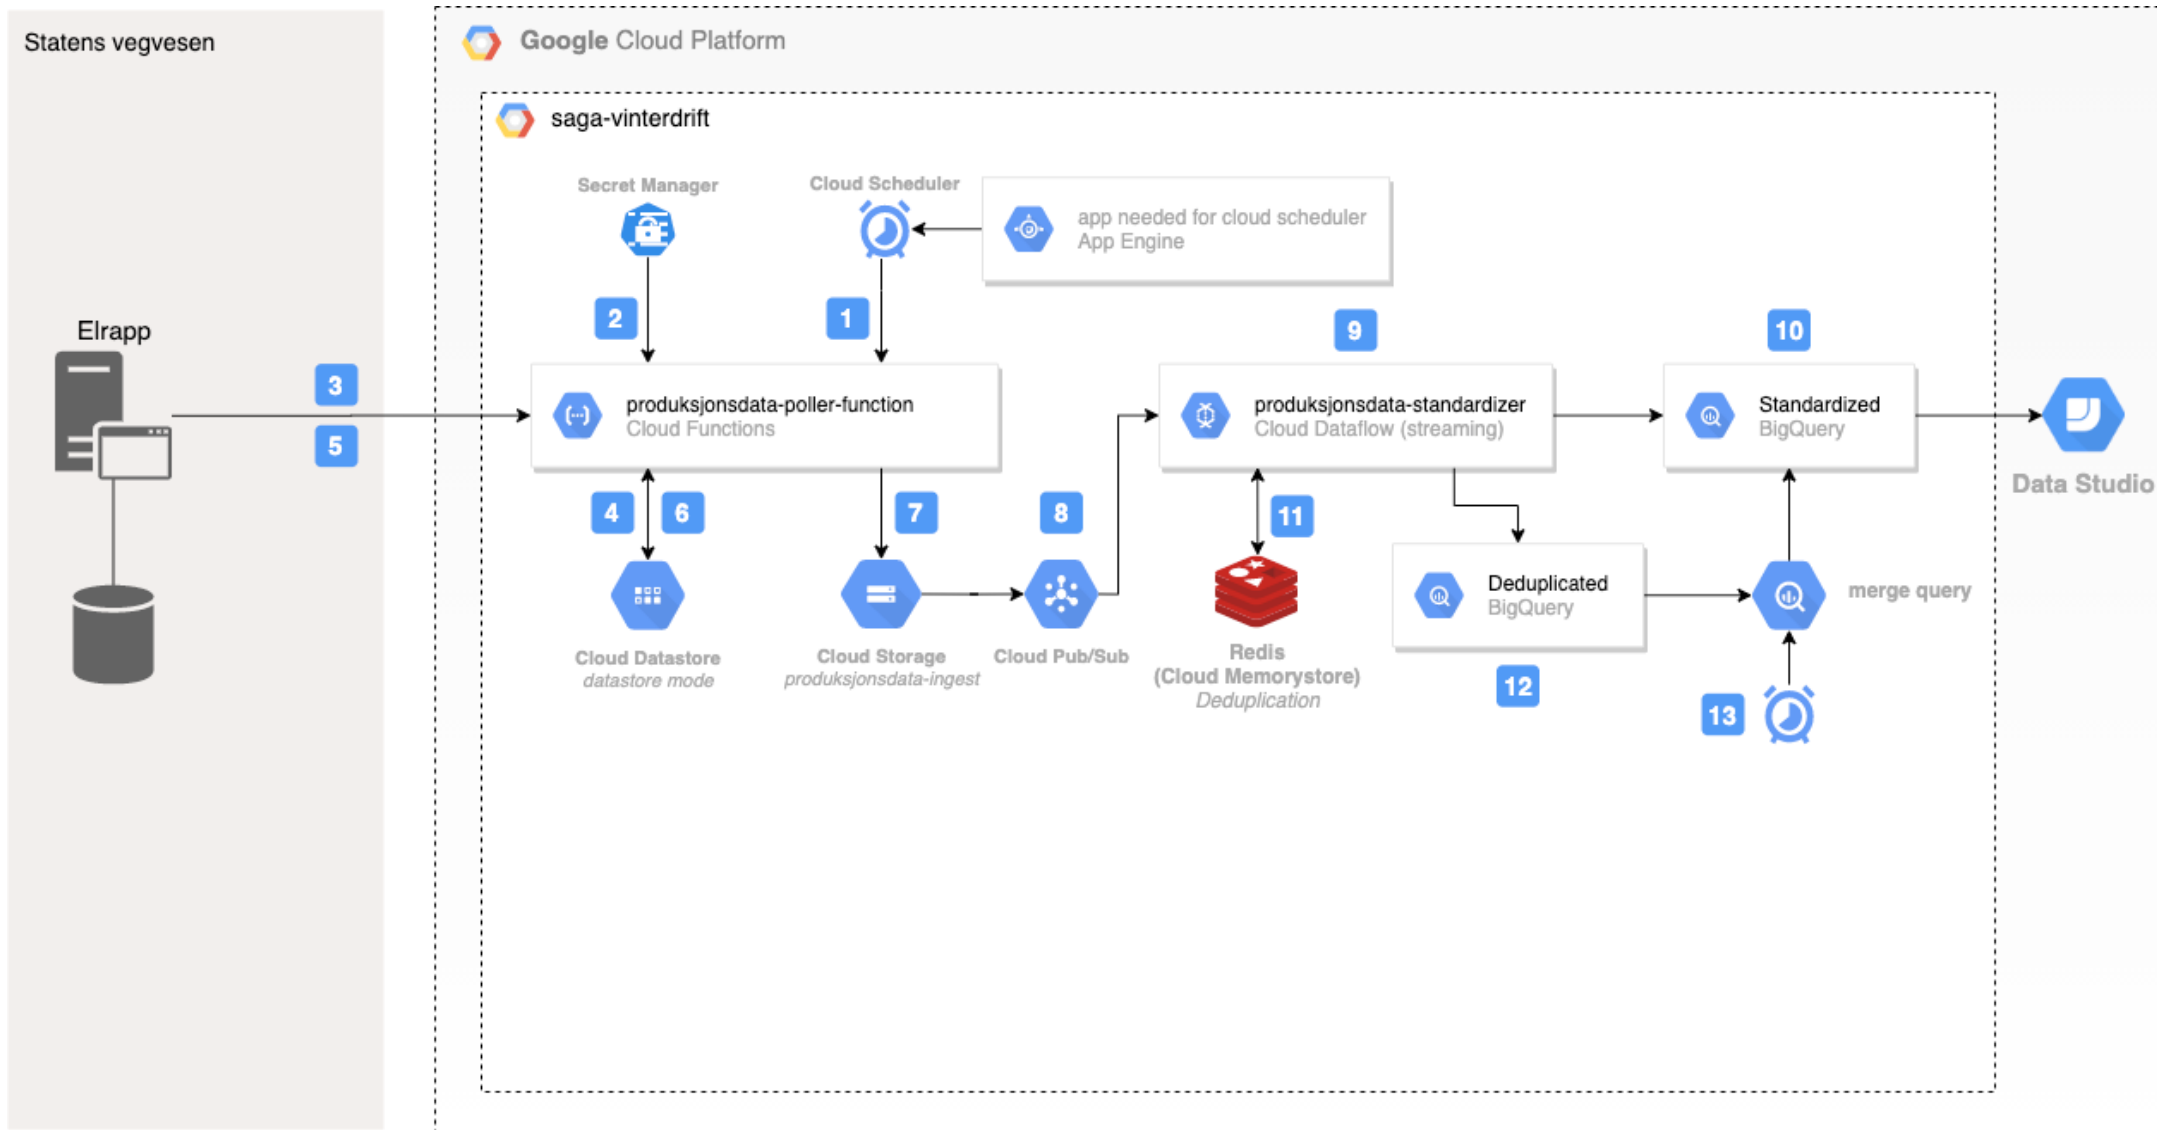 Statens vegvesen
Google Cloud Platform
saga-vinterdrift
Secret Manager
Cloud Scheduler
app needed for cloud scheduler
App Engine
2
1
9
10
Elrapp
3
5
produksjonsdata-poller-function
Cloud Functions
produksjonsdata-standardizer
Cloud Dataflow (streaming)
Standardized
BigQuery
Data Studio
4
6
7
8
11
Deduplicated
BigQuery
merge query
Cloud Datastore
datastore mode
Cloud Storage
produksjonsdata-ingest
Cloud Pub/Sub
Redis
(Cloud Memorystore)
Deduplication
12
13